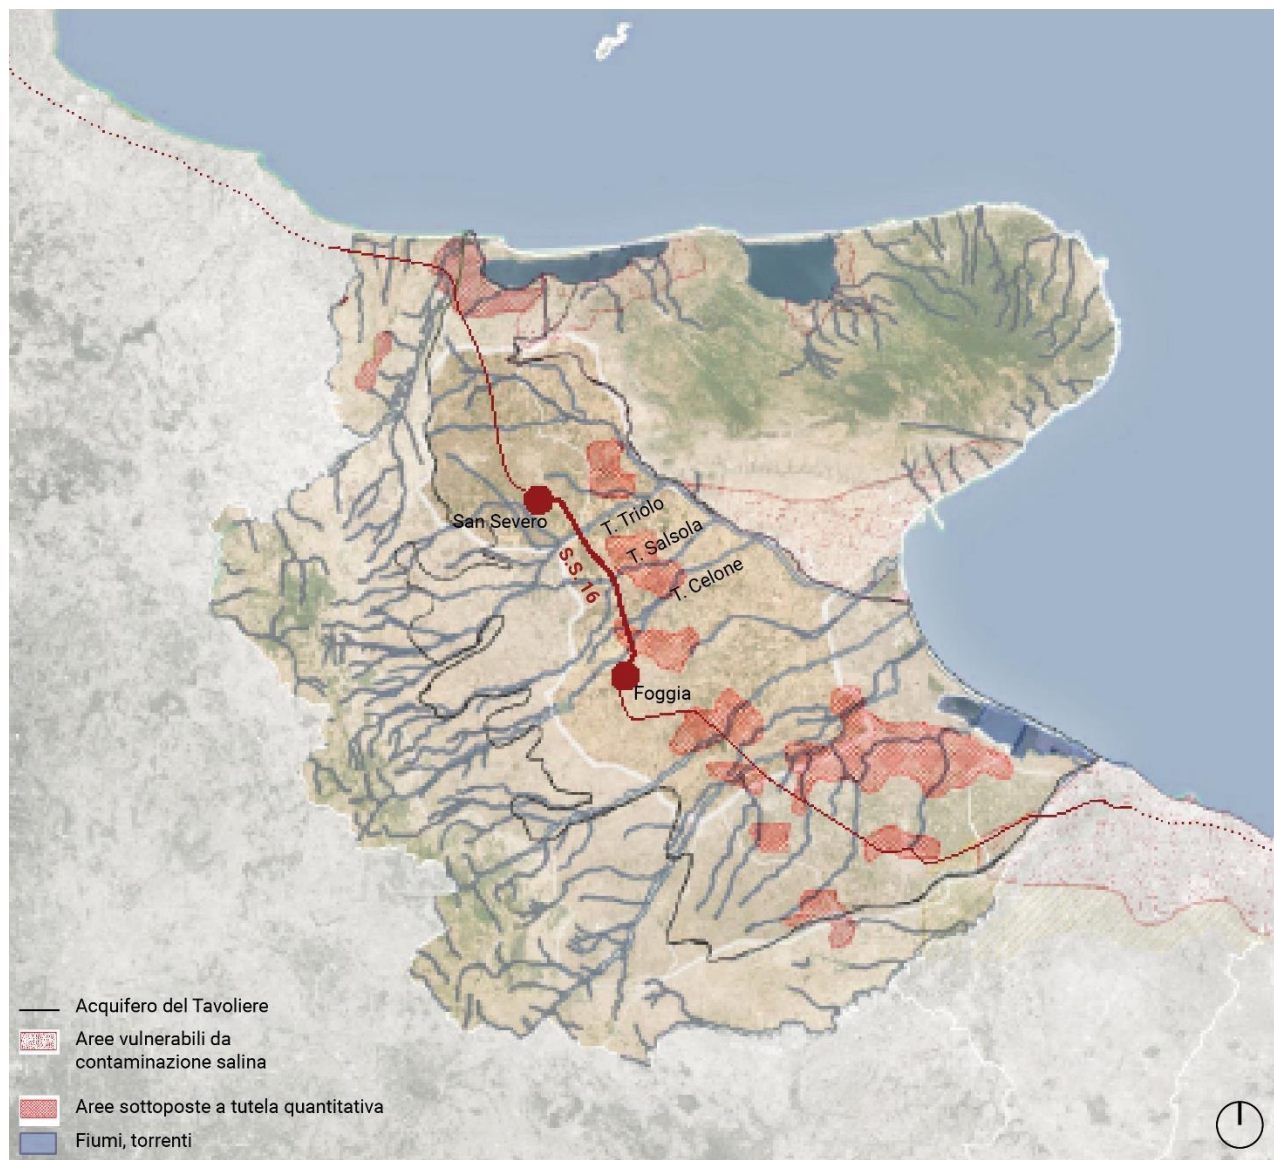 T. Triolo
San Severo
T. Salsola
S.S. 16
T. Celone
Foggia
Acquifero del Tavoliere
Aree vulnerabili da
contaminazione salina
Aree sottoposte a tutela quantitativa
Fiumi, torrenti